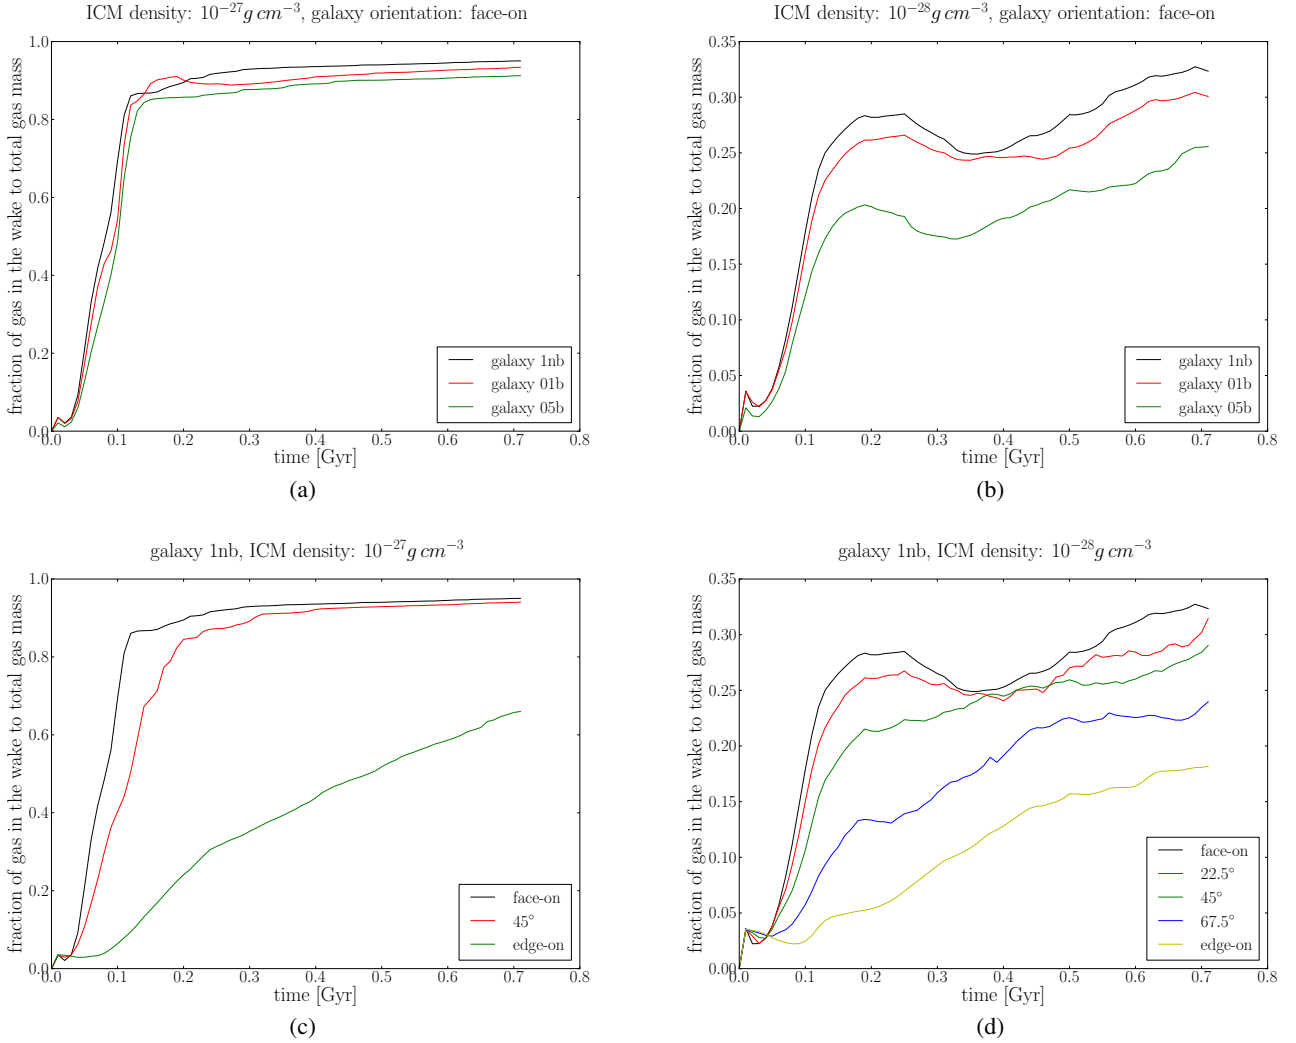 ICM density: 10⁻²⁷g cm⁻³, galaxy orientation: face-on
fraction of gas in the wake to total gas mass
1.0
0.8
0.6
0.4
0.2
0.0
0.0 0.1 0.2 0.3 0.4 0.5 0.6 0.7 0.8
time [Gyr]
galaxy 1nb
galaxy 01b
galaxy 05b
(a)
ICM density: 10⁻²⁸g cm⁻³, galaxy orientation: face-on
fraction of gas in the wake to total gas mass
0.35
0.30
0.25
0.20
0.15
0.10
0.05
0.00
0.0 0.1 0.2 0.3 0.4 0.5 0.6 0.7 0.8
time [Gyr]
galaxy 1nb
galaxy 01b
galaxy 05b
(b)
galaxy 1nb, ICM density: 10⁻²⁷g cm⁻³
fraction of gas in the wake to total gas mass
1.0
0.8
0.6
0.4
0.2
0.0
0.0 0.1 0.2 0.3 0.4 0.5 0.6 0.7 0.8
time [Gyr]
face-on
45°
edge-on
(c)
galaxy 1nb, ICM density: 10⁻²⁸g cm⁻³
fraction of gas in the wake to total gas mass
0.35
0.30
0.25
0.20
0.15
0.10
0.05
0.00
0.0 0.1 0.2 0.3 0.4 0.5 0.6 0.7 0.8
time [Gyr]
face-on
22.5°
45°
67.5°
edge-on
(d)